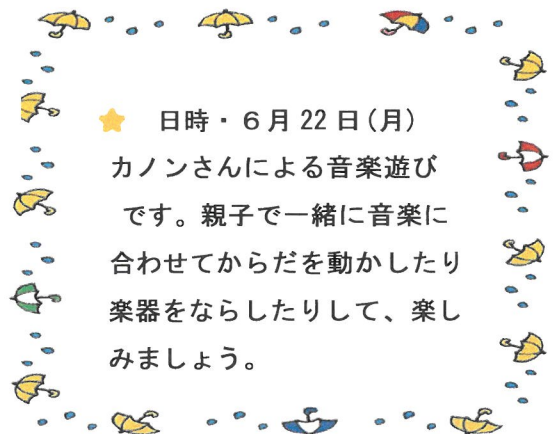 日時・６月 22 日(月)
カノンさんによる音楽遊び
です。親子で一緒に音楽に
合わせてからだを動かしたり
楽器をならしたりして、楽し
みましょう。